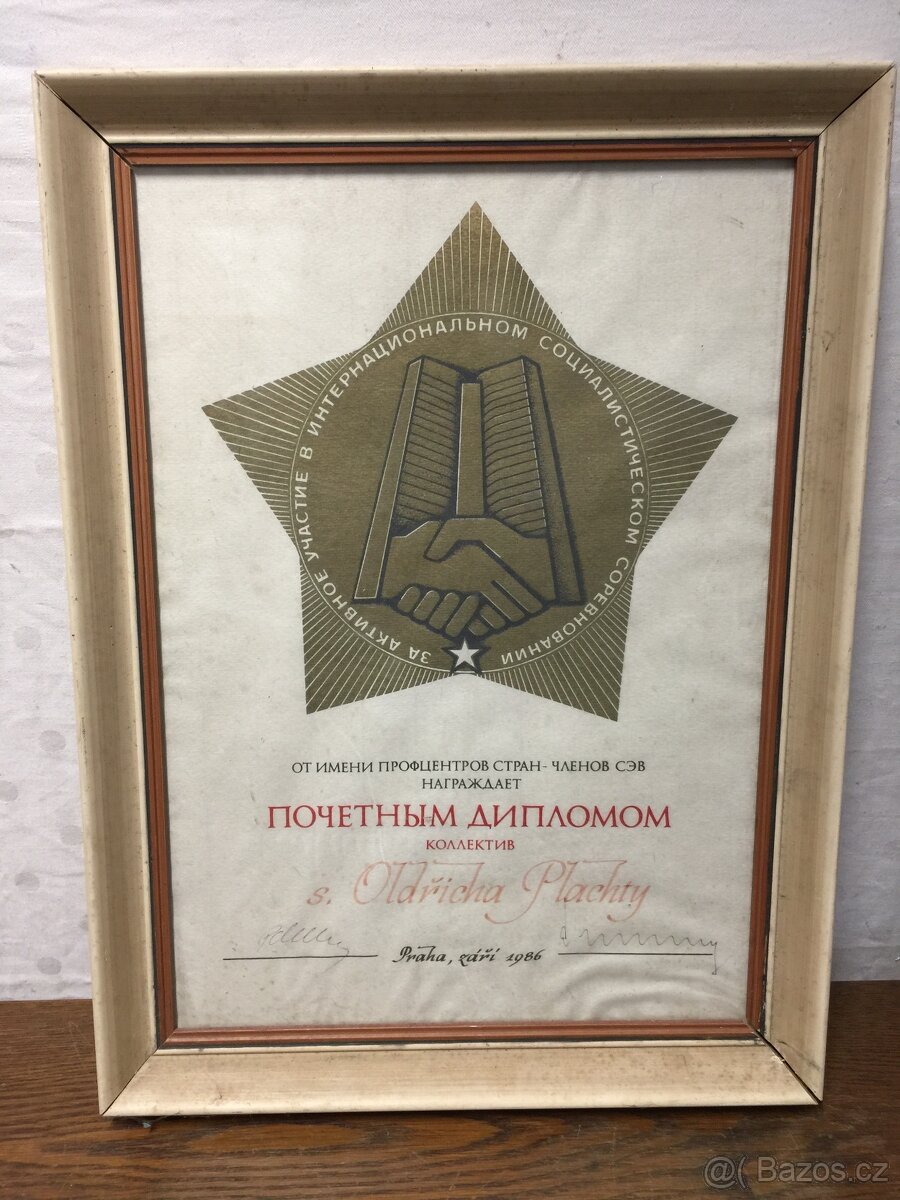 ЗА АКТИВНОЕ УЧАСТИЕ В ИНТЕРНАЦИОНАЛЬНОМ СОЦИАЛИСТИЧЕСКОМ СОРЕВНОВАНИИ
ОТ ИМЕНИ ПРОФЦЕНТРОВ СТРАН-ЧЛЕНОВ СЭВ
НАГРАЖДАЕТ
ПОЧЕТНЫМ ДИПЛОМОМ
КОЛЛЕКТИВ
s. Oldřicha Plachty
Praha, září 1986
@( Bazos.cz